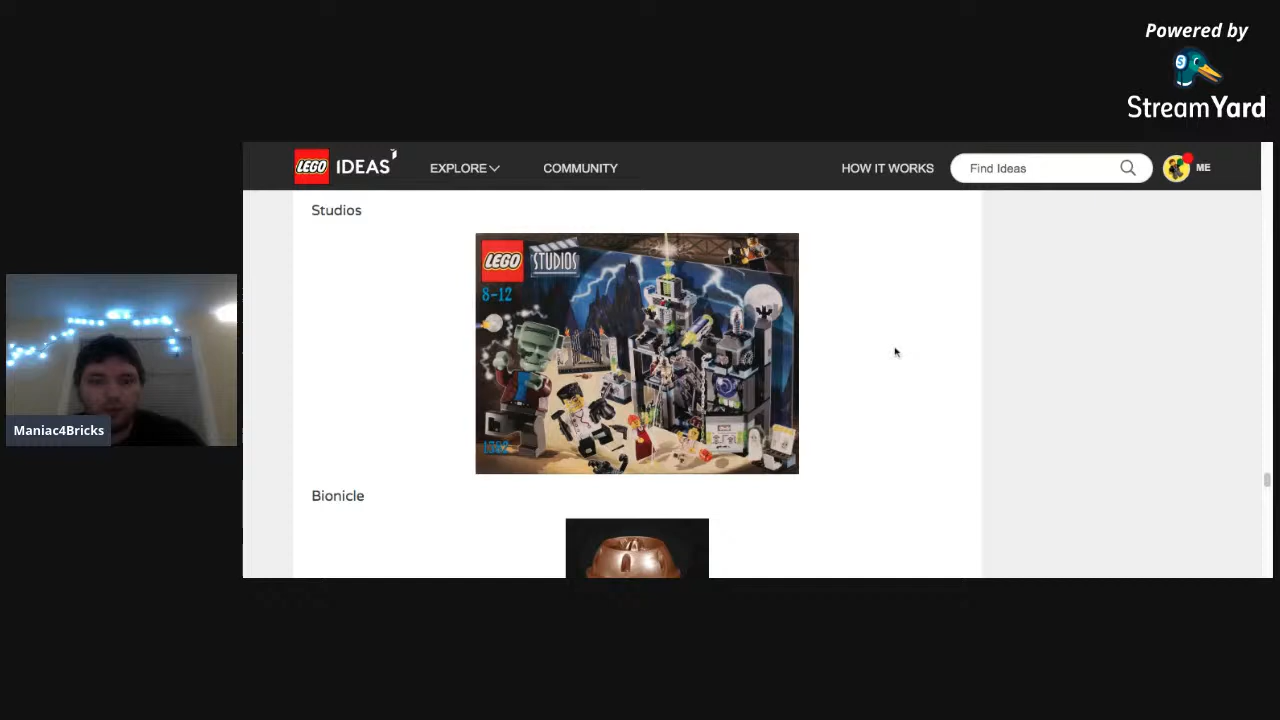 Powered by
StreamYard
LEGO IDEAS EXPLORE COMMUNITY HOW IT WORKS Find Ideas ME
Studios
LEGO STUDIOS
8-12
1382
Maniac4Bricks
Bionicle